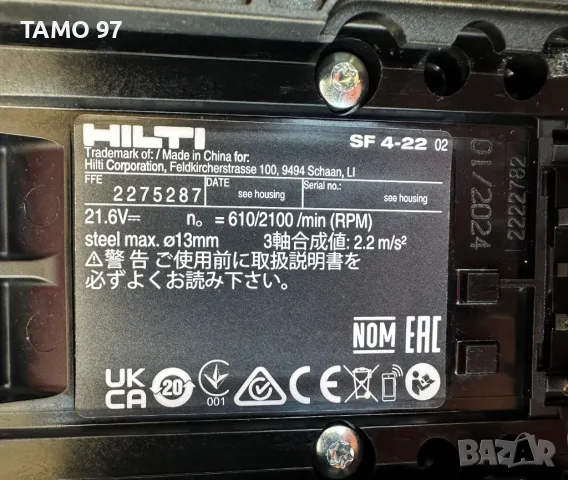 TAMO 97
HILTI SF 4-22 02
Trademark of: / Made in China for:
Hilti Corporation, Feldkircherstrasse 100, 9494 Schaan, LI
FFE 2275287 DATE see housing Serial no.: see housing
21.6V⎓ n₀ = 610/2100 /min (RPM)
steel max. ø13mm 3軸合成値: 2.2 m/s²
⚠警告 ご使用前に取扱説明書を
必ずよくお読み下さい。
NOM EAC
UK CA 20 001 CE
01/2024
2222782
BAZAR